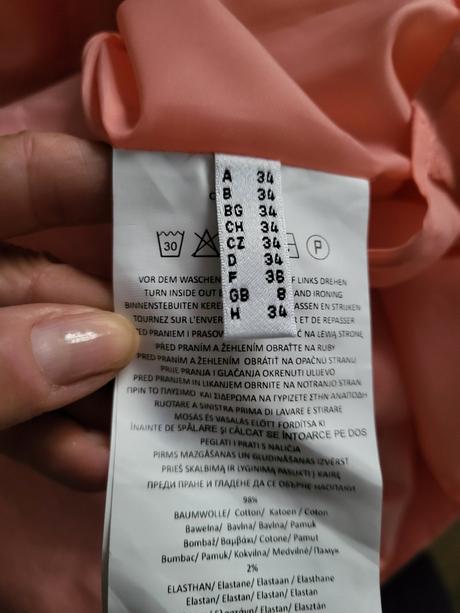 A 34
B 34
BG 34
CH 34
CZ 34
D 34
F 36
GB 8
H 34
30
P
VOR DEM WASCHEN F LINKS DREHEN
TURN INSIDE OUT AND IRONING
BINNENSTEBUITEN ASSEN EN STRIJKEN
TOURNEZ SUR L'ENVER ET DE REPASSER
PRED PRANIEM I PRASOV NA LEWĄ STRONĘ
PŘED PRANÍM A ŽEHLENÍM OBRAŤTE NA RUBY
PRED PRANÍM A ŽEHLENÍM OBRÁTIŤ NA OPAČNÚ STRANU
PRIJE PRANJA I GLAČANJA OKRENUTI IZLIJEVO
PRED PRANJEM IN LIKANJEM OBRNITE NA NOTRANJO STRAN
ΠΡΙΝ ΤΟ ΠΛΥΣΙΜΟ ΚΑΙ ΣΙΔΕΡΩΜΑ ΝΑ ΓΥΡΙΖΕΤΕ ΣΤΗΝ ΑΝΑΠΟΔΗ
RUOTARE A SINISTRA PRIMA DI LAVARE E STIRARE
MOSÁS ÉS VASALÁS ELŐTT FORDÍTSA KI
ÎNAINTE DE SPĂLARE ŞI CĂLCAT SE ÎNTOARCE PE DOS
PEGLATI I PRATI S NALIČJA
PIRMS MAZGĀŠANAS UN GLUDINĀŠANAS IZVĒRST
PRIEŠ SKALBIMĄ IR LYGINIMĄ PASUKTI Į KAIRĘ
ПРЕДИ ПРАНЕ И ГЛАДЕНЕ ДА СЕ ОБЪРНЕ НАОПАКИ
98%
BAUMWOLLE/ Cotton/ Katoen / Coton
Bawełna/ Bavlna/ Bavlna/ Pamuk
Bombaž/ Βαμβάκι/ Cotone/ Pamut
Bumbac/ Pamuk/ Kokvilna/ Medvilnė/Памук
2%
ELASTHAN/ Elastane/ Elastaan / Elasthane
Elastan/ Elastan/ Elastan/ Elastan